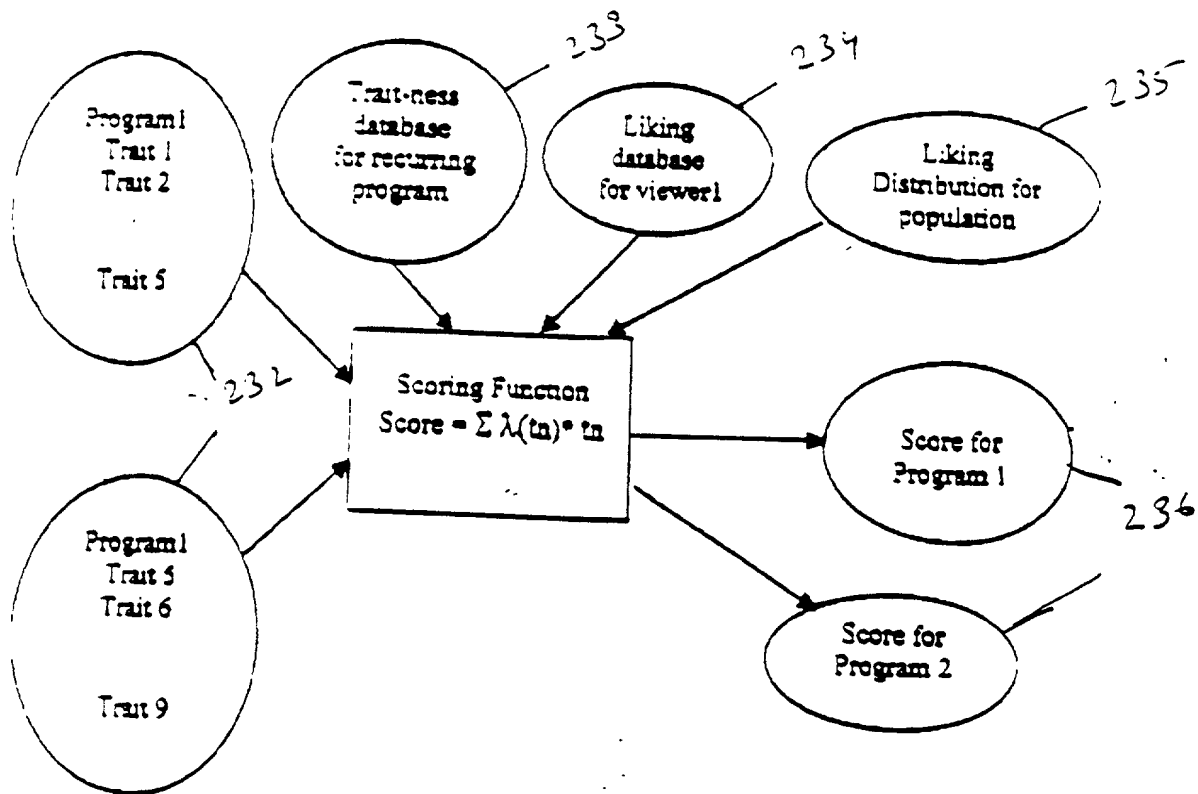 Program1
Trait 1
Trait 2
Trait 5
232
Program1
Trait 5
Trait 6
Trait 9
Trait-ness
database
for recurring
program
233
Liking
database
for viewer1
234
Liking
Distribution for
population
235
Scoring Function
Score = Σ λ(tn)* tn
Score for
Program 1
Score for
Program 2
236